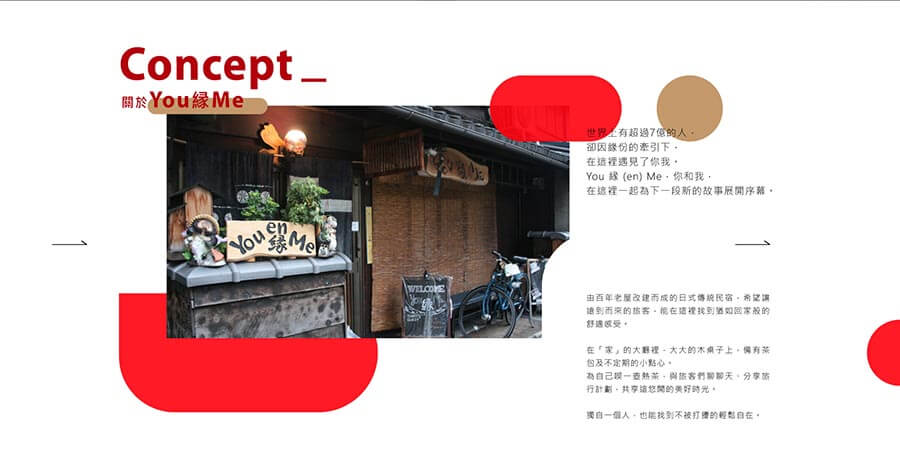 Concept _
關於You緣Me
You en 緣 Me
WELCOME
You
緣
世界上有超過7億的人，
卻因緣份的牽引下，
在這裡遇見了你我。
You 緣 (en) Me，你和我，
在這裡一起為下一段新的故事展開序幕。
由百年老屋改建而成的日式傳統民宿，希望讓
遠到而來的旅客，能在這裡找到猶如回家般的
舒適感受。
在「家」的大廳裡，大大的木桌子上，備有茶
包及不定期的小點心。
為自己喫一壺熱茶，與旅客們聊聊天、分享旅
行計劃，共享這悠閒的美好時光。
獨自一個人，也能找到不被打擾的輕鬆自在。